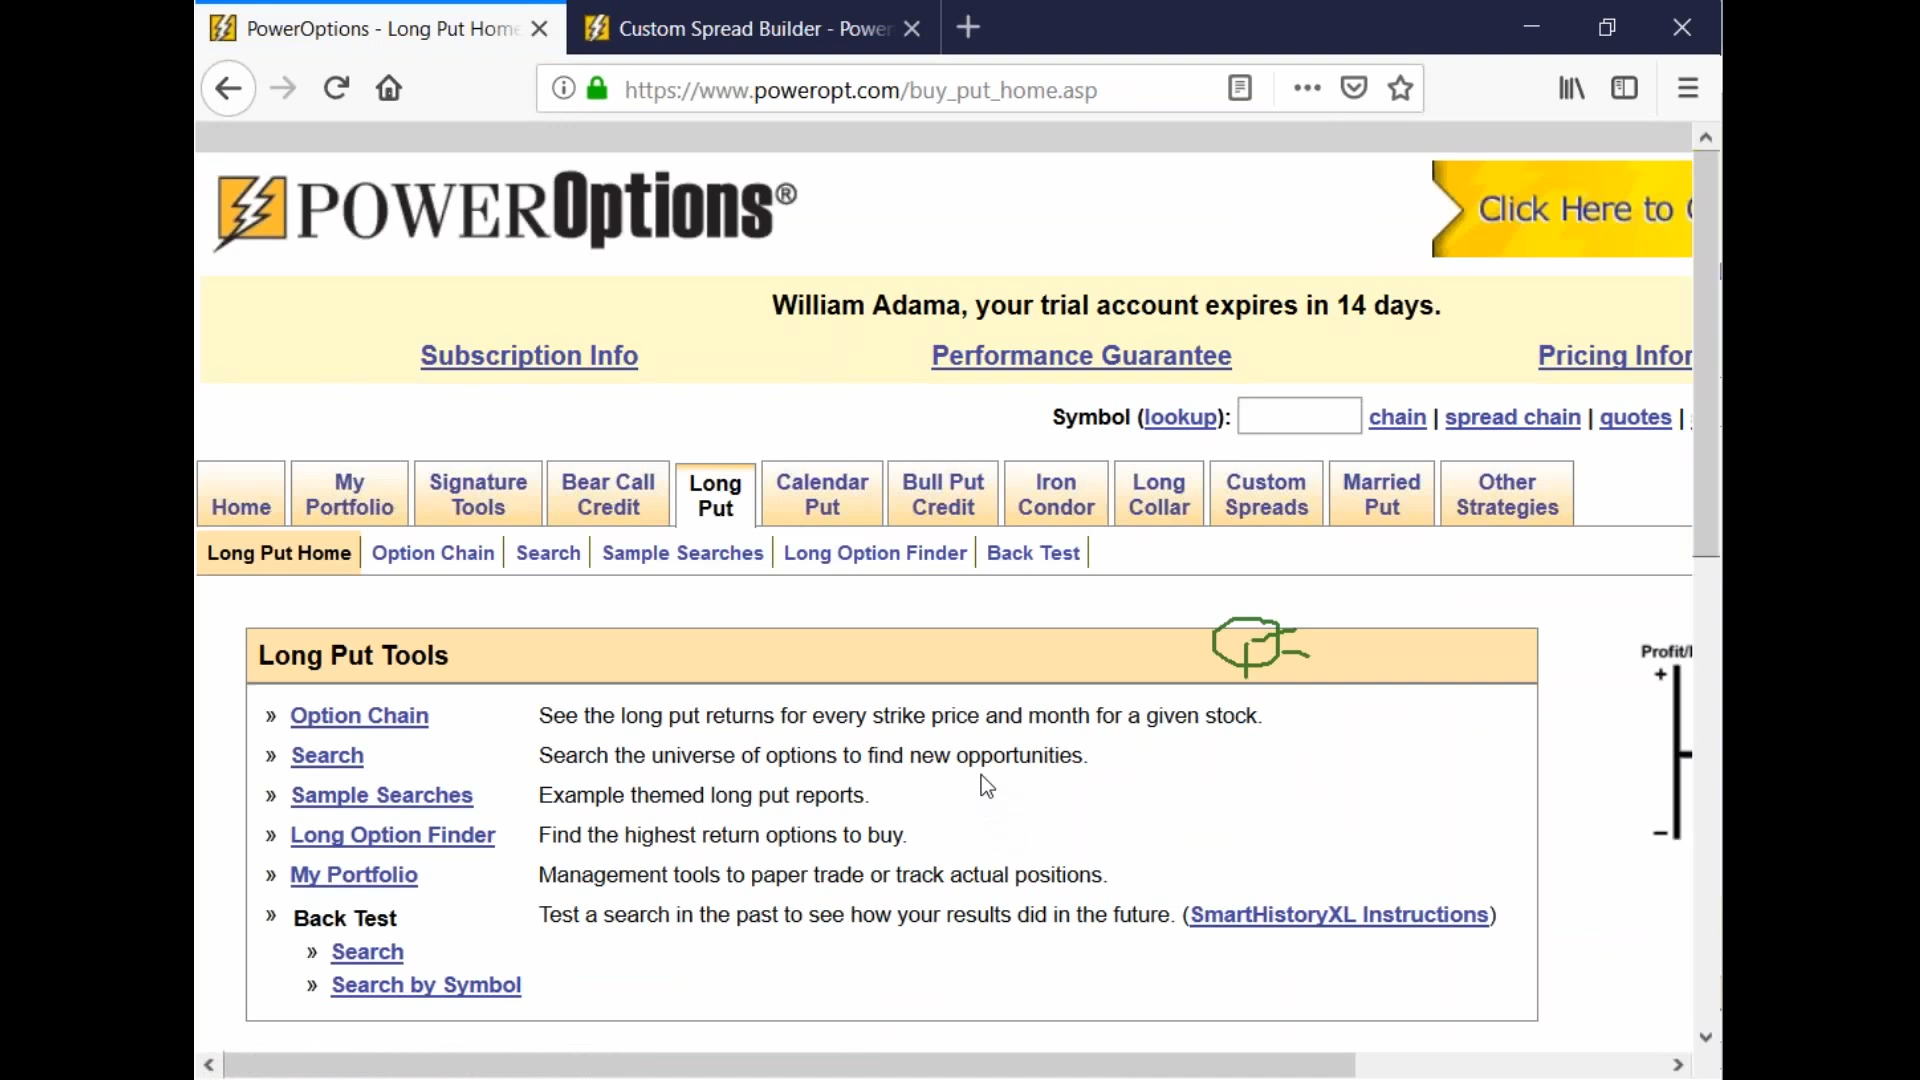 PowerOptions - Long Put Home
Custom Spread Builder - Power
https://www.poweropt.com/buy_put_home.asp
POWEROptions®
Click Here to
William Adama, your trial account expires in 14 days.
Subscription Info Performance Guarantee Pricing Infor
Symbol (lookup): chain | spread chain | quotes |
Home
My Portfolio
Signature Tools
Bear Call Credit
Long Put
Calendar Put
Bull Put Credit
Iron Condor
Long Collar
Custom Spreads
Married Put
Other Strategies
Long Put Home Option Chain Search Sample Searches Long Option Finder Back Test
Long Put Tools
Profit/
+
» Option Chain See the long put returns for every strike price and month for a given stock.
» Search Search the universe of options to find new opportunities.
» Sample Searches Example themed long put reports.
» Long Option Finder Find the highest return options to buy.
–
» My Portfolio Management tools to paper trade or track actual positions.
» Back Test Test a search in the past to see how your results did in the future. (SmartHistoryXL Instructions)
» Search
» Search by Symbol